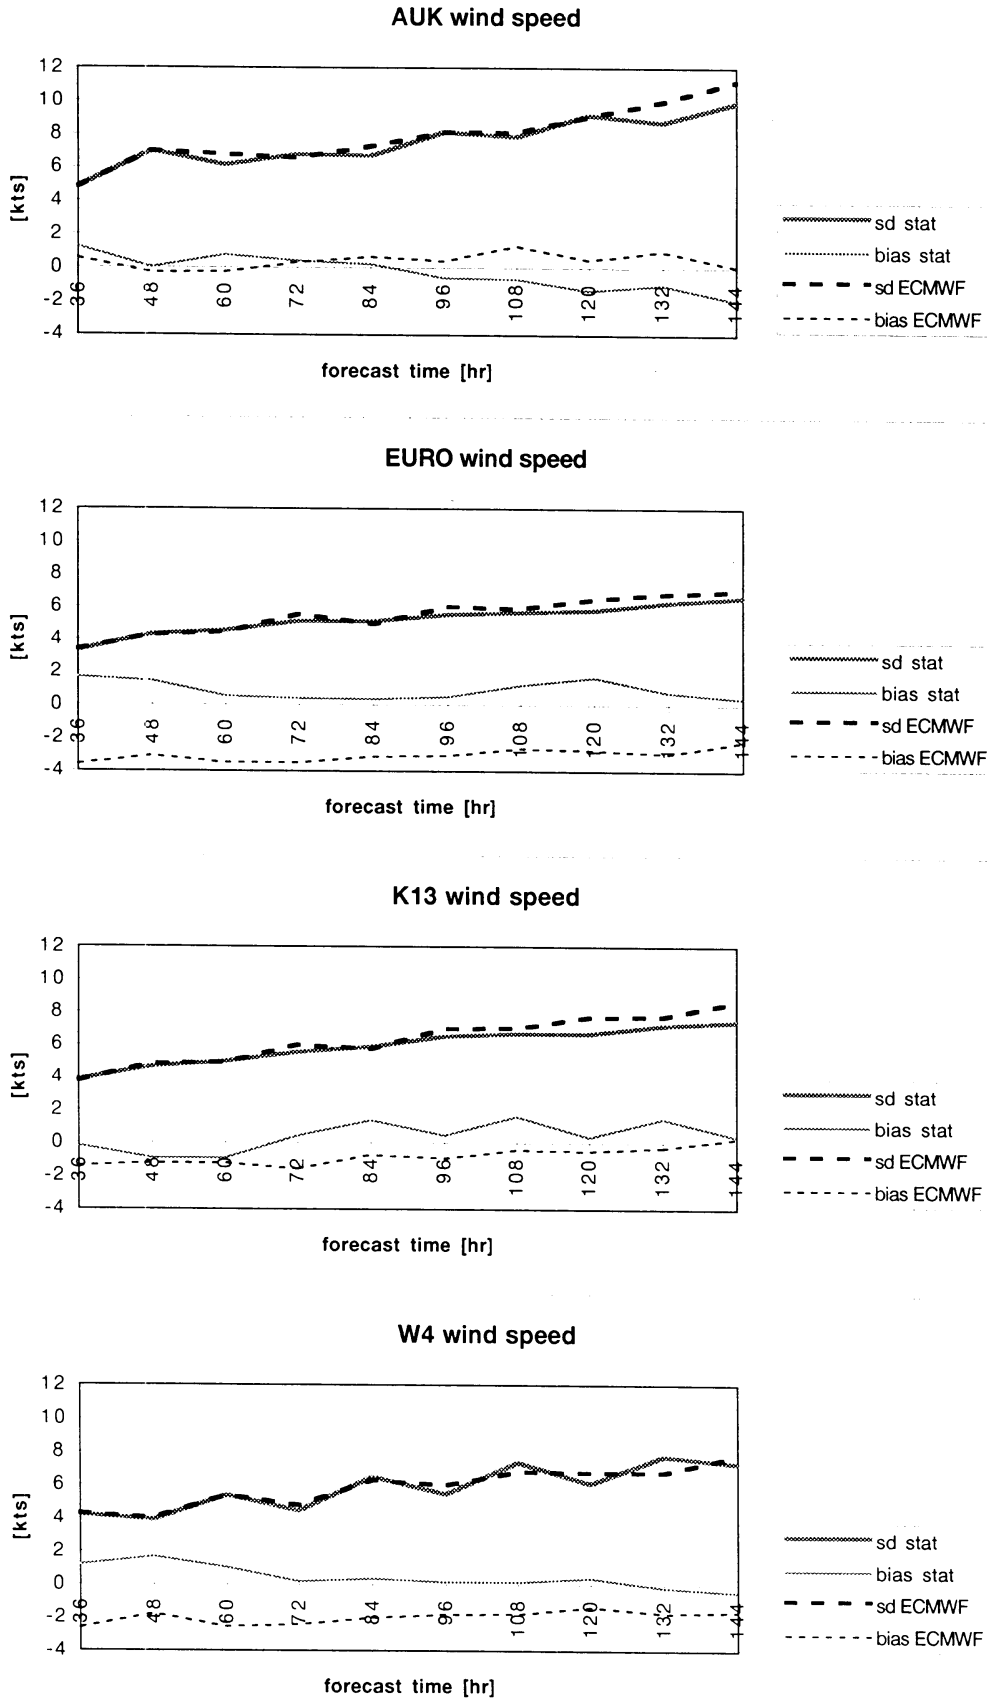 AUK wind speed
12
10
8
6
4
2
0
-2
-4
[kts]
36 48 60 72 84 96 108 120 132 144
forecast time [hr]
sd stat
bias stat
sd ECMWF
bias ECMWF
EURO wind speed
12
10
8
6
4
2
0
-2
-4
[kts]
36 48 60 72 84 96 108 120 132 144
forecast time [hr]
sd stat
bias stat
sd ECMWF
bias ECMWF
K13 wind speed
12
10
8
6
4
2
0
-2
-4
[kts]
36 48 60 72 84 96 108 120 132 144
forecast time [hr]
sd stat
bias stat
sd ECMWF
bias ECMWF
W4 wind speed
12
10
8
6
4
2
0
-2
-4
[kts]
36 48 60 72 84 96 108 120 132 144
forecast time [hr]
sd stat
bias stat
sd ECMWF
bias ECMWF